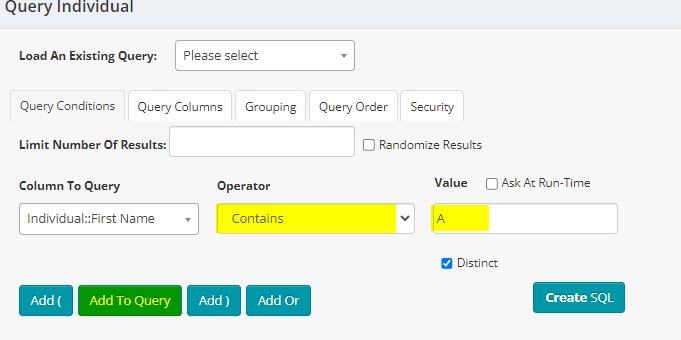 Query Individual
Load An Existing Query: Please select
Query Conditions Query Columns Grouping Query Order Security
Limit Number Of Results: Randomize Results
Column To Query Operator Value Ask At Run-Time
Individual::First Name Contains A
Distinct
Add ( Add To Query Add ) Add Or Create SQL